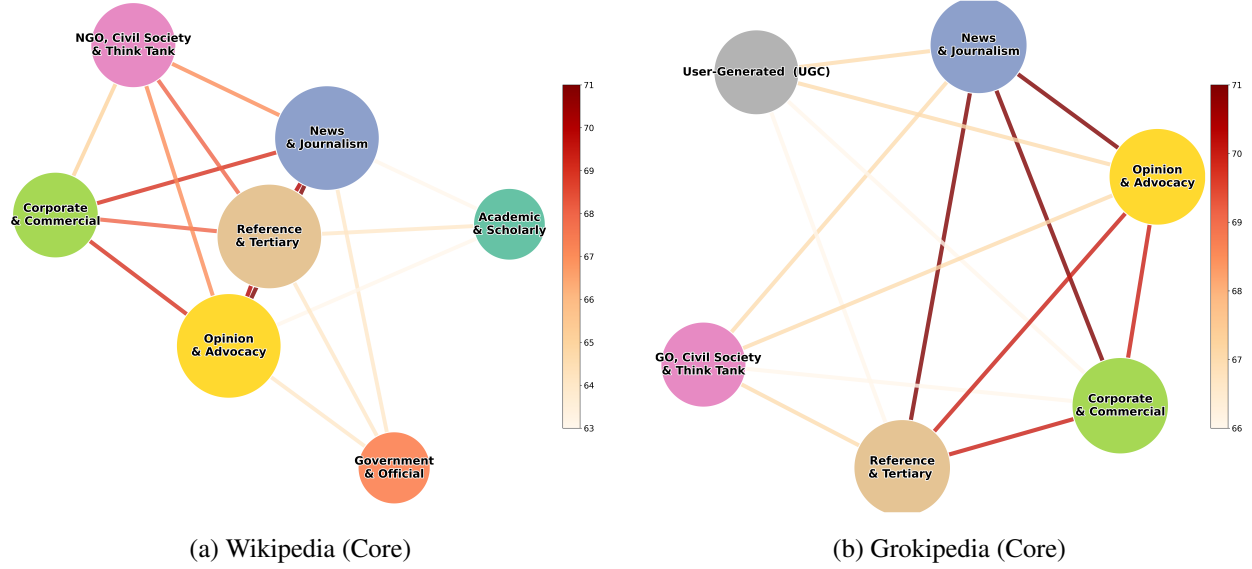 NGO, Civil Society
& Think Tank
News
& Journalism
Corporate
& Commercial
Reference
& Tertiary
Academic
& Scholarly
Opinion
& Advocacy
Government
& Official
71
70
69
68
67
66
65
64
63
(a) Wikipedia (Core)
News
& Journalism
User-Generated (UGC)
Opinion
& Advocacy
GO, Civil Society
& Think Tank
Corporate
& Commercial
Reference
& Tertiary
71
70
69
68
67
66
(b) Grokipedia (Core)